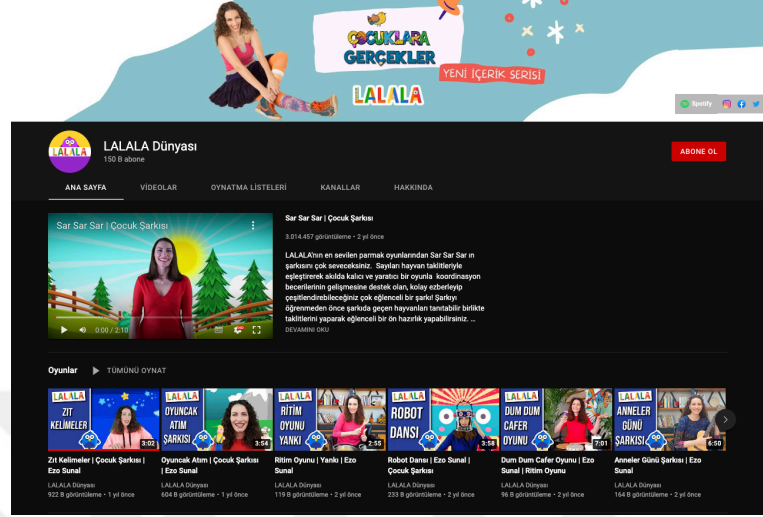 ÇOCUKLARA
GERÇEKLER
YENİ İÇERİK SERİSİ
LALALA
Spotify
LALALA
LALALA Dünyası
150 B abone
ABONE OL
ANA SAYFA VİDEOLAR OYNATMA LİSTELERİ KANALLAR HAKKINDA
Sar Sar Sar | Çocuk Şarkısı
0:00 / 2:10
Sar Sar Sar | Çocuk Şarkısı
3.014.457 görüntüleme • 2 yıl önce
LALALA'nın en sevilen parmak oyunlarından Sar Sar Sar ın
şarkısını çok seveceksiniz. Sayıları hayvan taklitleriyle
eşleştirerek akılda kalıcı ve yaratıcı bir oyunla koordinasyon
becerilerinin gelişmesine destek olan, kolay ezberleyip
çeşitlendirebileceğiniz çok eğlenceli bir şarkı! Şarkıyı
öğrenmeden önce şarkıda geçen hayvanları tanıtabilir birlikte
taklitlerini yaparak eğlenceli bir ön hazırlık yapabilirsiniz. ...
DEVAMINI OKU
Oyunlar TÜMÜNÜ OYNAT
LALALA
ZIT
KELİMELER
3:02
Zıt Kelimeler | Çocuk Şarkısı |
Ezo Sunal
LALALA Dünyası
922 B görüntüleme • 1 yıl önce
LALALA
OYUNCAK
ATIM
ŞARKISI
3:54
Oyuncak Atım | Çocuk Şarkısı
| Ezo Sunal
LALALA Dünyası
604 B görüntüleme • 1 yıl önce
LALALA
RİTİM
OYUNU
YANKI
2:55
Ritim Oyunu | Yankı | Ezo
Sunal
LALALA Dünyası
119 B görüntüleme • 2 yıl önce
LALALA
ROBOT
DANSI
3:58
Robot Dansı | Ezo Sunal |
Çocuk Şarkısı
LALALA Dünyası
233 B görüntüleme • 2 yıl önce
LALALA
DUM DUM
CAFER
OYUNU
7:01
Dum Dum Cafer Oyunu | Ezo
Sunal | Ritim Oyunu
LALALA Dünyası
96 B görüntüleme • 2 yıl önce
LALALA
ANNELER
GÜNÜ
ŞARKISI
6:50
Anneler Günü Şarkısı | Ezo
Sunal
LALALA Dünyası
164 B görüntüleme • 2 yıl önce